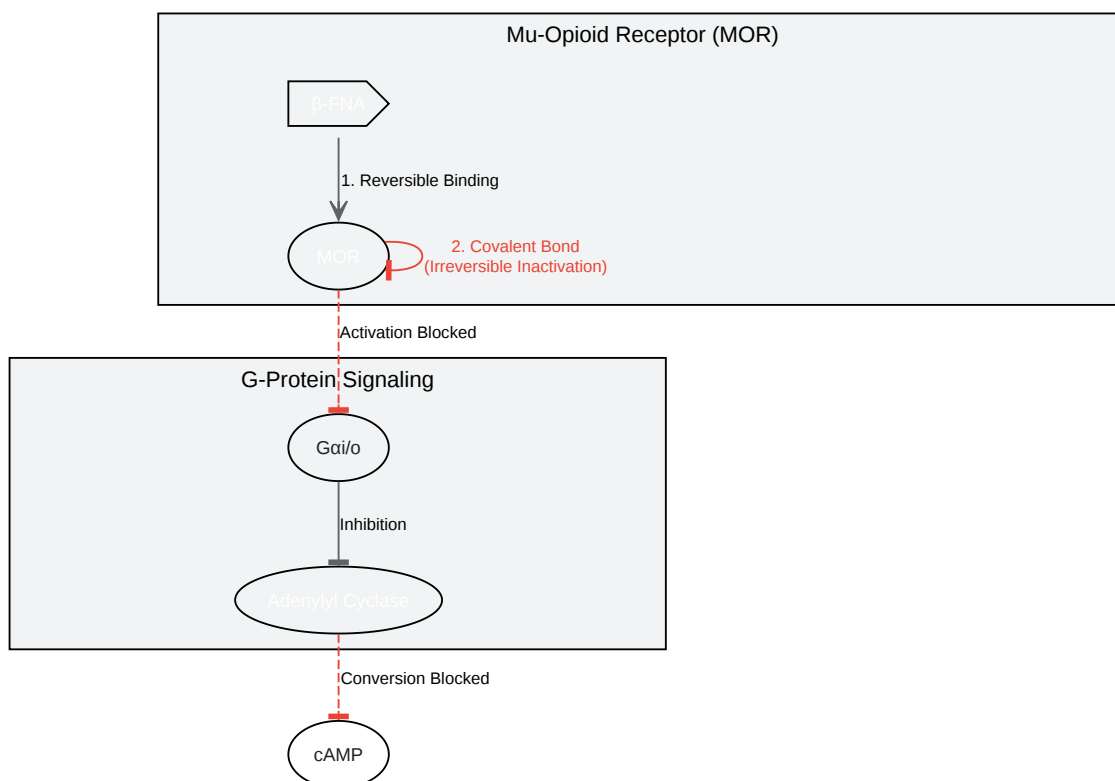 Mu-Opioid Receptor (MOR)
β-FNA
1. Reversible Binding
MOR
2. Covalent Bond
(Irreversible Inactivation)
Activation Blocked
G-Protein Signaling
Gαi/o
Inhibition
Adenylyl Cyclase
Conversion Blocked
cAMP